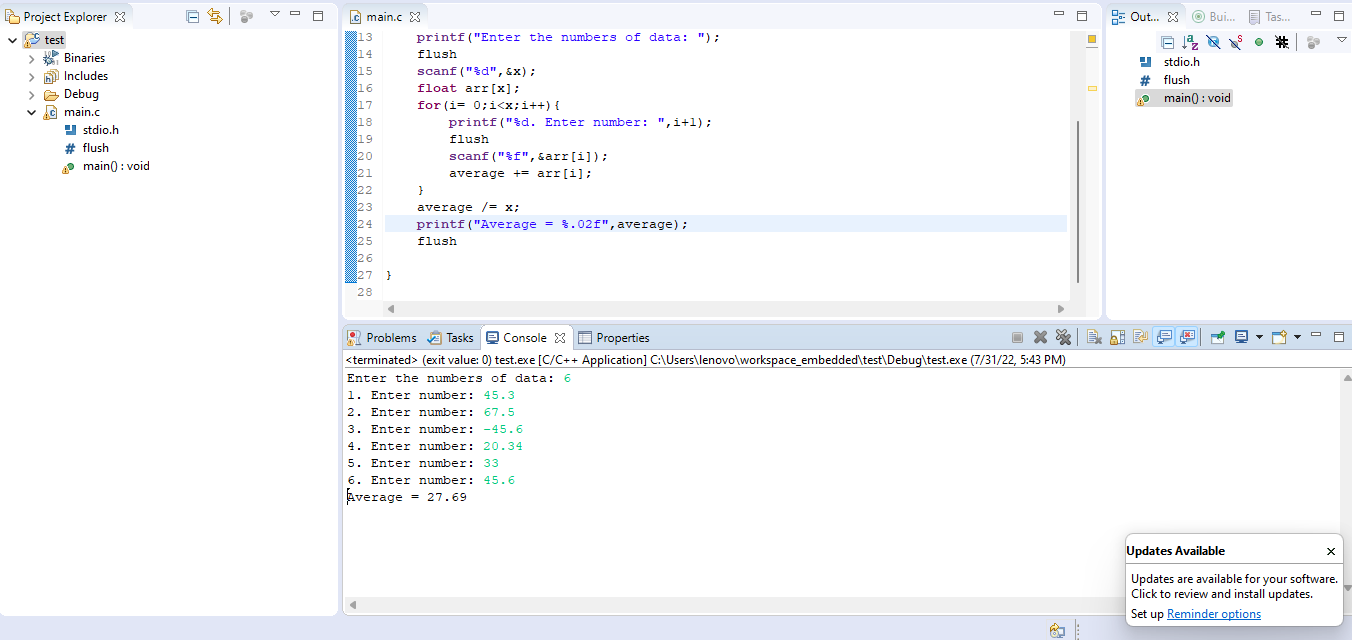 Project Explorer
test
Binaries
Includes
Debug
main.c
stdio.h
flush
main() : void
main.c
13 printf("Enter the numbers of data: ");
14 flush
15 scanf("%d",&x);
16 float arr[x];
17 for(i= 0;i<x;i++){
18 printf("%d. Enter number: ",i+1);
19 flush
20 scanf("%f",&arr[i]);
21 average += arr[i];
22 }
23 average /= x;
24 printf("Average = %.02f",average);
25 flush
26
27 }
28
Out... Bui... Tas...
stdio.h
flush
main() : void
Problems Tasks Console Properties
<terminated> (exit value: 0) test.exe [C/C++ Application] C:\Users\lenovo\workspace_embedded\test\Debug\test.exe (7/31/22, 5:43 PM)
Enter the numbers of data: 6
1. Enter number: 45.3
2. Enter number: 67.5
3. Enter number: -45.6
4. Enter number: 20.34
5. Enter number: 33
6. Enter number: 45.6
Average = 27.69
Updates Available
Updates are available for your software.
Click to review and install updates.
Set up Reminder options